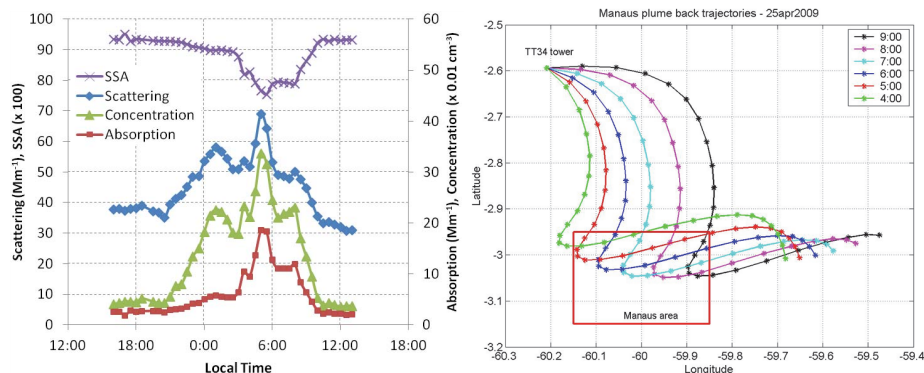 100
90
80
70
60
50
40
30
20
10
0
Scattering (Mm⁻¹), SSA (x 100)
SSA
Scattering
Concentration
Absorption
60
50
40
30
20
10
0
Absorption (Mm⁻¹), Concentration (x 0.01 cm⁻³)
12:00 18:00 0:00 6:00 12:00 18:00
Local Time
Manaus plume back trajectories - 25apr2009
-2.5
-2.6
-2.7
-2.8
-2.9
-3
-3.1
-3.2
Latitude
TT34 tower
9:00
8:00
7:00
6:00
5:00
4:00
Manaus area
-60.3 -60.2 -60.1 -60 -59.9 -59.8 -59.7 -59.6 -59.5 -59.4
Longitude